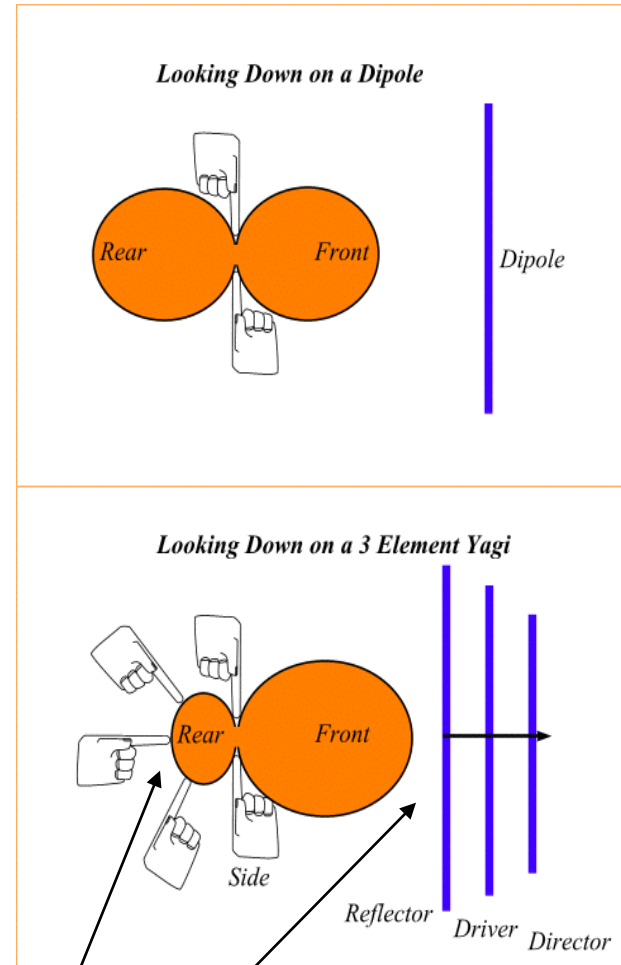 Looking Down on a Dipole
Rear
Front
Dipole
Looking Down on a 3 Element Yagi
Rear
Front
Side
Reflector
Driver
Director